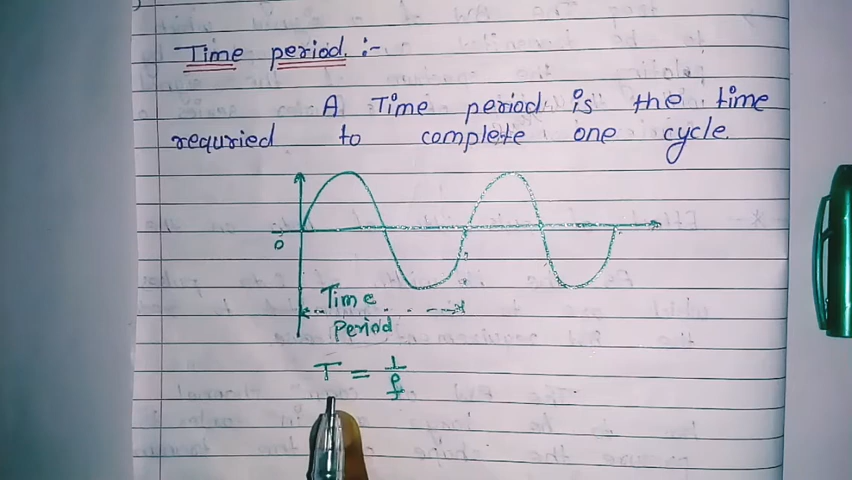 Time period :-
A Time period is the time
requried to complete one cycle.
0
Time
Period
T = 1/f